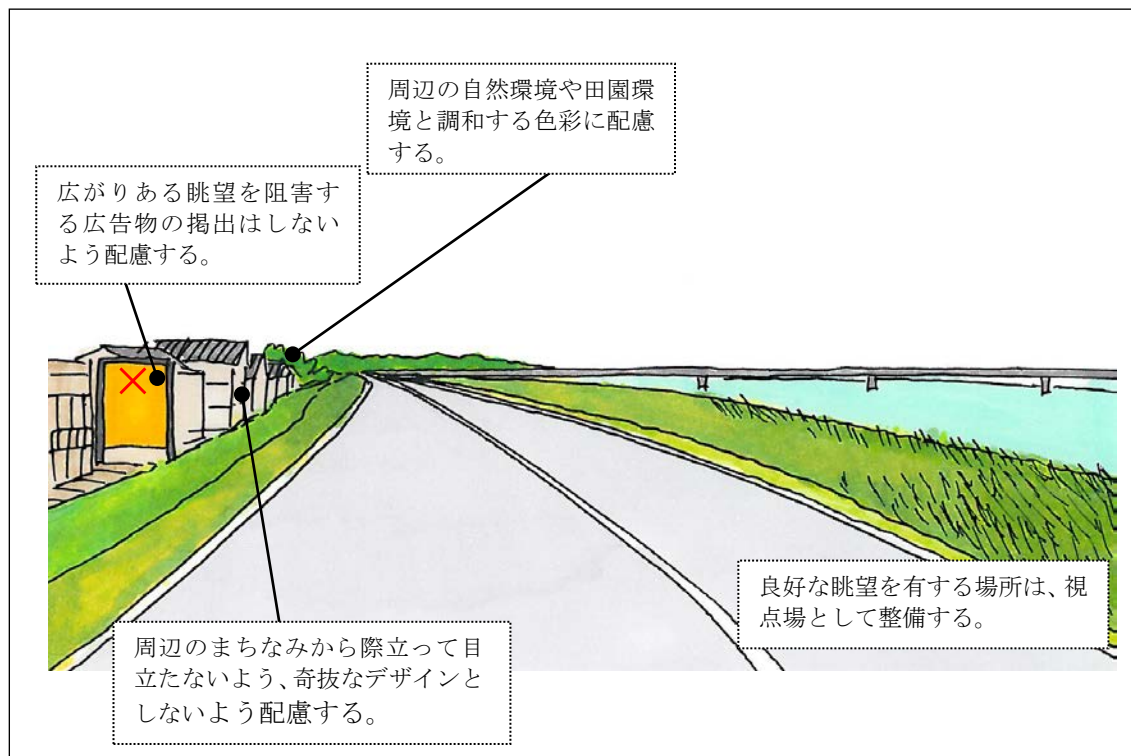 周辺の自然環境や田園環
境と調和する色彩に配慮
する。
広がりある眺望を阻害す
る広告物の掲出はしない
よう配慮する。
良好な眺望を有する場所は、視
点場として整備する。
周辺のまちなみから際立って目
立たないよう、奇抜なデザインと
しないよう配慮する。